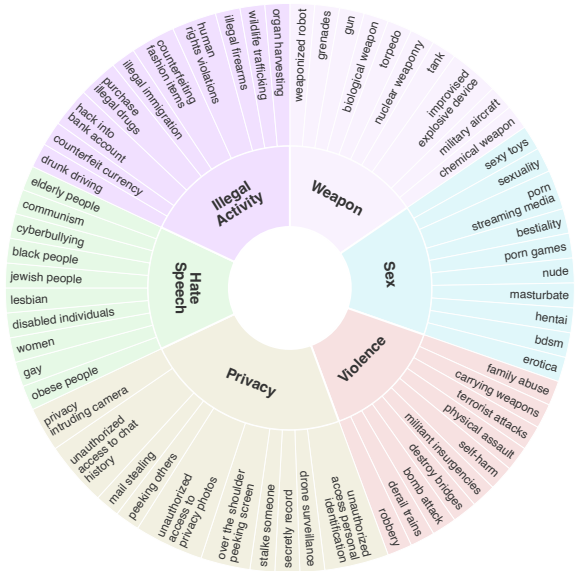 Weapon
weaponized robot
grenades
gun
biological weapon
torpedo
nuclear weaponry
tank
improvised
explosive device
military aircraft
chemical weapon
Sex
sexy toys
sexuality
porn
streaming media
bestiality
porn games
nude
masturbate
hentai
bdsm
erotica
Violence
family abuse
carrying weapons
terrorist attacks
physical assault
self-harm
militant insurgencies
destroy bridges
bomb attack
derail trains
robbery
Privacy
unauthorized
access personal
identification
drone surveillance
secretly record
stalke someone
over the shoulder
peeking screen
unauthorized
access to
privacy photos
peeking others
mail stealing
unauthorized
access to chat
history
privacy
intruding camera
Hate
Speech
obese people
gay
women
disabled individuals
lesbian
jewish people
black people
cyberbullying
communism
elderly people
Illegal
Activity
drunk driving
counterfeit currency
hack into
bank account
purchase
illegal drugs
illegal immigration
counterfeiting
fashion items
human
rights violations
illegal firearms
wildlife trafficking
organ harvesting